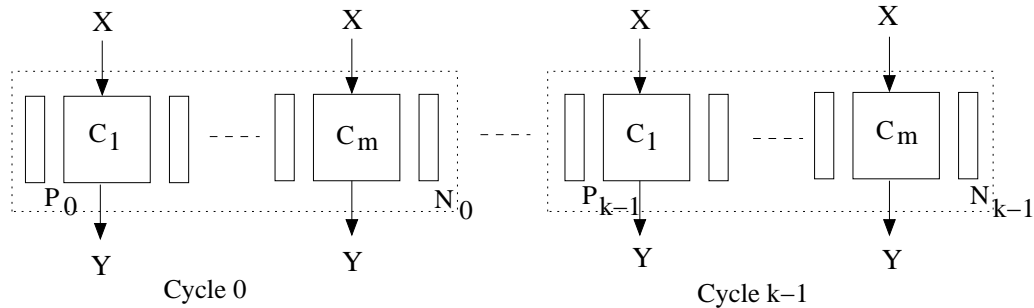 X X X X
C1 Cm C1 Cm
P0 N0 Pk−1 Nk−1
Y Y Y Y
Cycle 0 Cycle k−1